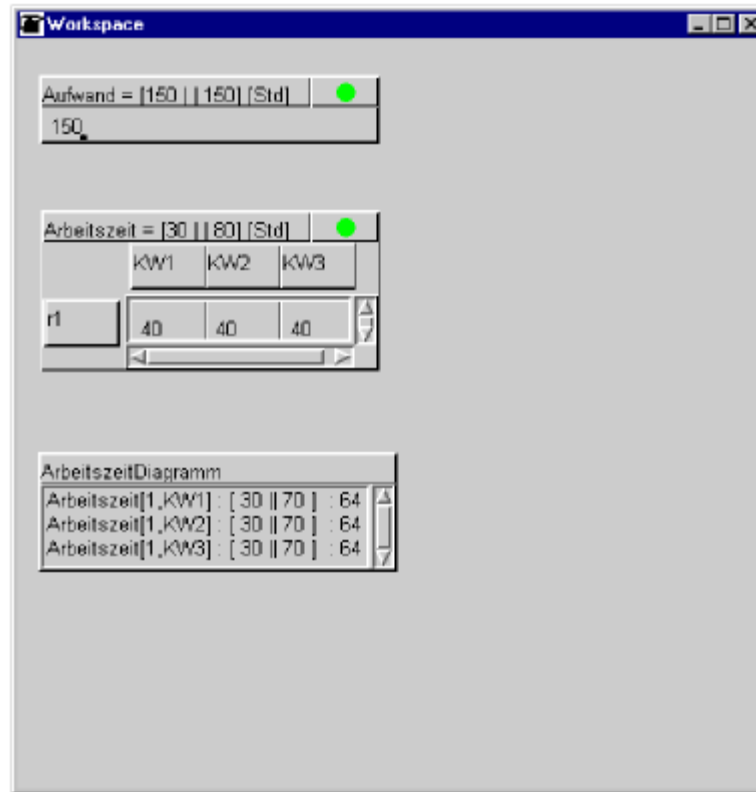 Workspace
Aufwand = [150 || 150] [Std]
150
Arbeitszeit = [30 || 80] [Std]
KW1 KW2 KW3
r1 40 40 40
ArbeitszeitDiagramm
Arbeitszeit[1,KW1] : [ 30 || 70 ] : 64
Arbeitszeit[1,KW2] : [ 30 || 70 ] : 64
Arbeitszeit[1,KW3] : [ 30 || 70 ] : 64